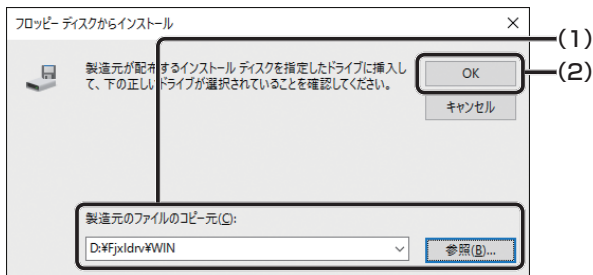 フロッピー ディスクからインストール
(1)
製造元が配布するインストール ディスクを指定したドライブに挿入し
て、下の正しいドライブが選択されていることを確認してください。
OK
(2)
キャンセル
製造元のファイルのコピー元(C):
D:¥Fjxldrv¥WIN
参照(B)...